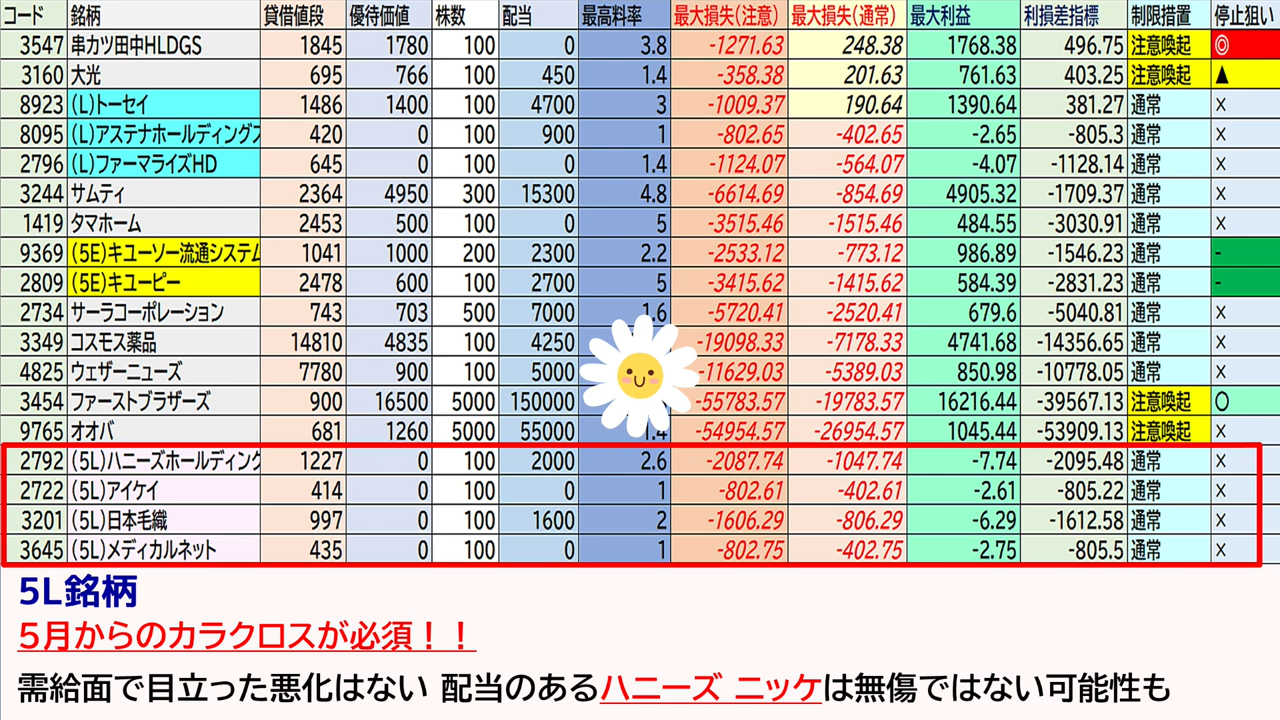 コード 銘柄 貸借値段 優待価値 株数 配当 最高料率 最大損失(注意) 最大損失(通常) 最大利益 利損差指標 制限措置 停止狙い
3547 串カツ田中HLDGS 1845 1780 100 0 3.8 -1271.63 248.38 1768.38 496.75 注意喚起 ◎
3160 大光 695 766 100 450 1.4 -358.38 201.63 761.63 403.25 注意喚起 ▲
8923 (L)トーセイ 1486 1400 100 4700 3 -1009.37 190.64 1390.64 381.27 通常 ×
8095 (L)アステナホールディングス 420 0 100 900 1 -802.65 -402.65 -2.65 -805.3 通常 ×
2796 (L)ファーマライズHD 645 0 100 0 1.4 -1124.07 -564.07 -4.07 -1128.14 通常 ×
3244 サムティ 2364 4950 300 15300 4.8 -6614.69 -854.69 4905.32 -1709.37 通常 ×
1419 タマホーム 2453 500 100 0 5 -3515.46 -1515.46 484.55 -3030.91 通常 ×
9369 (5E)キユーソー流通システム 1041 1000 200 2300 2.2 -2533.12 -773.12 986.89 -1546.23 通常 -
2809 (5E)キユーピー 2478 600 100 2700 5 -3415.62 -1415.62 584.39 -2831.23 通常 -
2734 サーラコーポレーション 743 703 500 7000 1.6 -5720.41 -2520.41 679.6 -5040.81 通常 ×
3349 コスモス薬品 14810 4835 100 4250 -19098.33 -7178.33 4741.68 -14356.65 通常 ×
4825 ウェザーニューズ 7780 900 100 5000 -11629.03 -5389.03 850.98 -10778.05 通常 ×
3454 ファーストブラザーズ 900 16500 5000 150000 -55783.57 -19783.57 16216.44 -39567.13 注意喚起 ○
9765 オオバ 681 1260 5000 55000 1.4 -54954.57 -26954.57 1045.44 -53909.13 注意喚起 ×
2792 (5L)ハニーズホールディング 1227 0 100 2000 2.6 -2087.74 -1047.74 -7.74 -2095.48 通常 ×
2722 (5L)アイケイ 414 0 100 0 1 -802.61 -402.61 -2.61 -805.22 通常 ×
3201 (5L)日本毛織 997 0 100 1600 2 -1606.29 -806.29 -6.29 -1612.58 通常 ×
3645 (5L)メディカルネット 435 0 100 0 1 -802.75 -402.75 -2.75 -805.5 通常 ×
5L銘柄
5月からのカラクロスが必須！！
需給面で目立った悪化はない 配当のあるハニーズ ニッケは無傷ではない可能性も